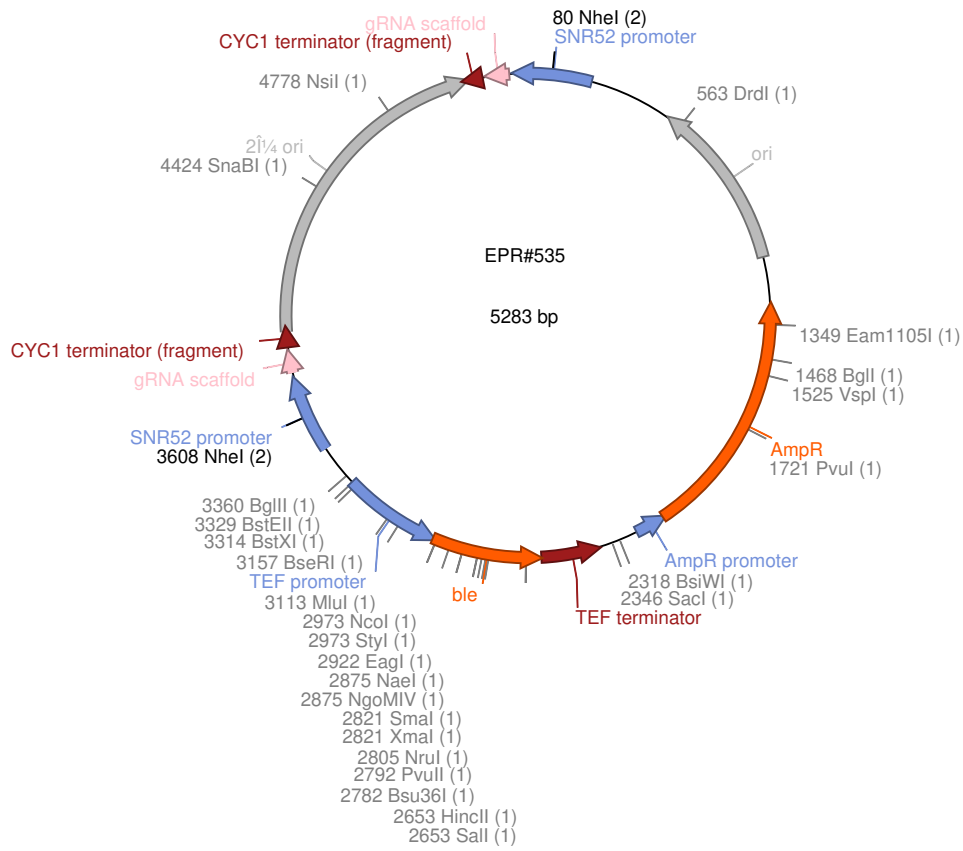 80 NheI (2)
gRNA scaffold
SNR52 promoter
CYC1 terminator (fragment)
4778 NsiI (1)
563 DrdI (1)
2Î¼ ori
ori
4424 SnaBI (1)
EPR#535
5283 bp
1349 Eam1105I (1)
CYC1 terminator (fragment)
gRNA scaffold
1468 BglI (1)
1525 VspI (1)
SNR52 promoter
3608 NheI (2)
AmpR
1721 PvuI (1)
3360 BglII (1)
3329 BstEII (1)
3314 BstXI (1)
3157 BseRI (1)
AmpR promoter
TEF promoter
2318 BsiWI (1)
ble
2346 SacI (1)
3113 MluI (1)
TEF terminator
2973 NcoI (1)
2973 StyI (1)
2922 EagI (1)
2875 NaeI (1)
2875 NgoMIV (1)
2821 SmaI (1)
2821 XmaI (1)
2805 NruI (1)
2792 PvuII (1)
2782 Bsu36I (1)
2653 HincII (1)
2653 SalI (1)